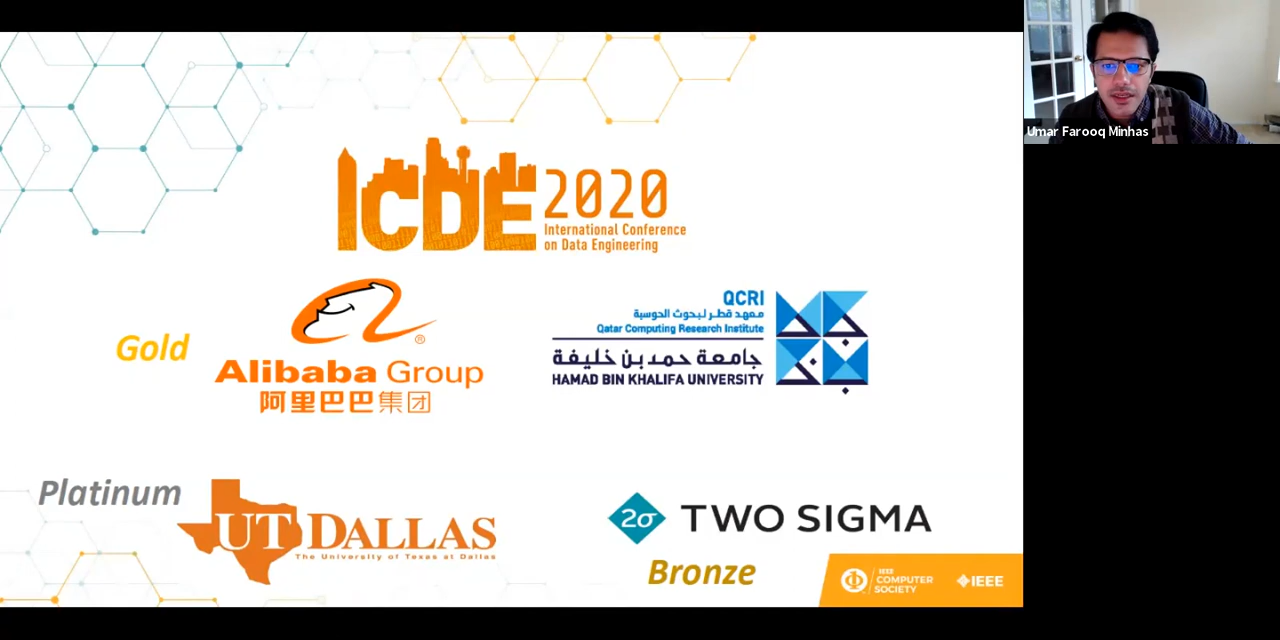 Umar Farooq Minhas
ICDE 2020
International Conference
on Data Engineering
Gold
Alibaba Group
阿里巴巴集团
QCRI
معهد قطر لبحوث الحوسبة
Qatar Computing Research Institute
جامعة حمد بن خليفة
HAMAD BIN KHALIFA UNIVERSITY
Platinum
UT DALLAS
The University of Texas at Dallas
2σ TWO SIGMA
Bronze
IEEE
COMPUTER
SOCIETY
IEEE